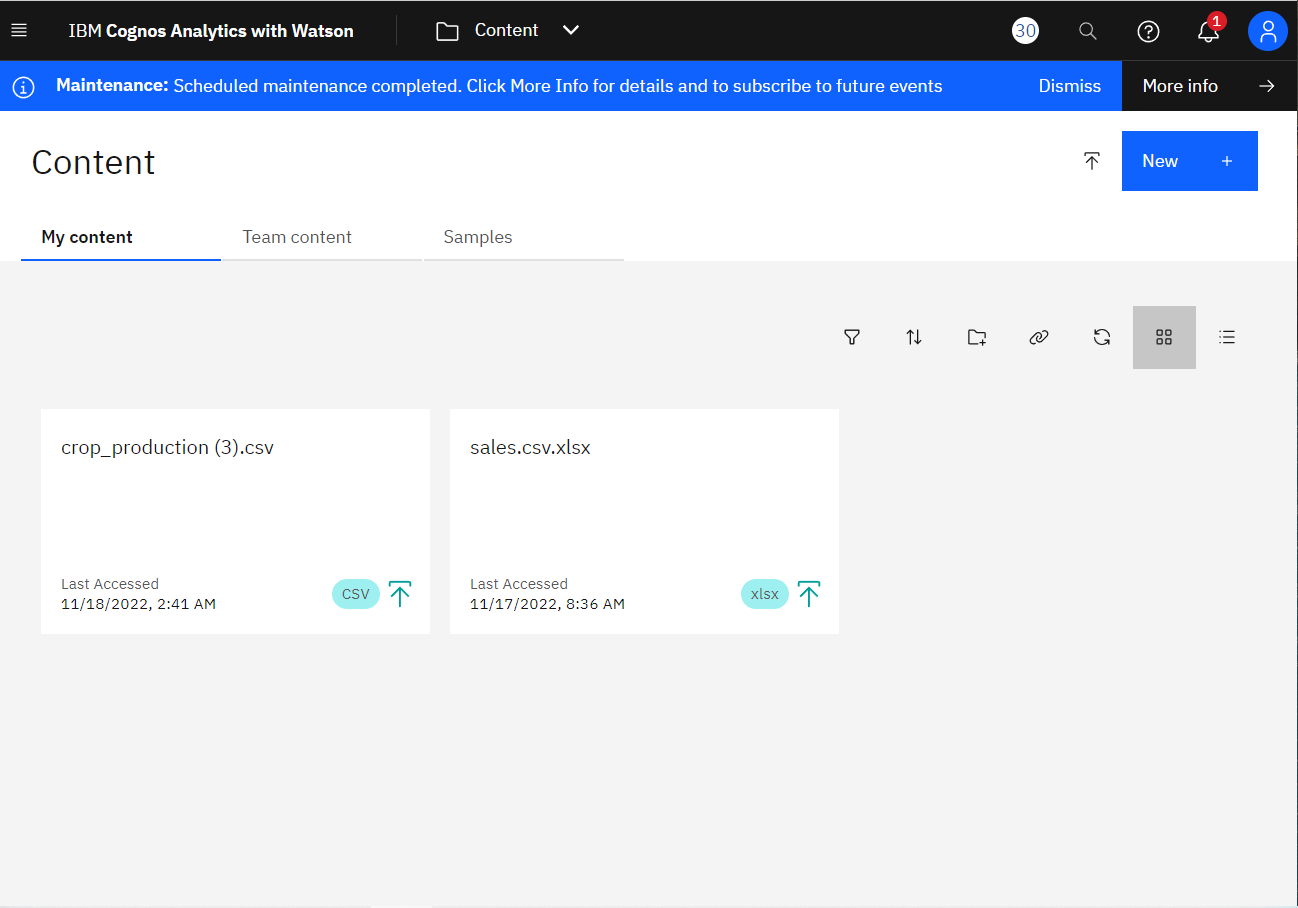 IBM Cognos Analytics with Watson
Content
30
1
Maintenance: Scheduled maintenance completed. Click More Info for details and to subscribe to future events
Dismiss
More info
Content
New
My content
Team content
Samples
crop_production (3).csv
Last Accessed
11/18/2022, 2:41 AM
CSV
sales.csv.xlsx
Last Accessed
11/17/2022, 8:36 AM
xlsx